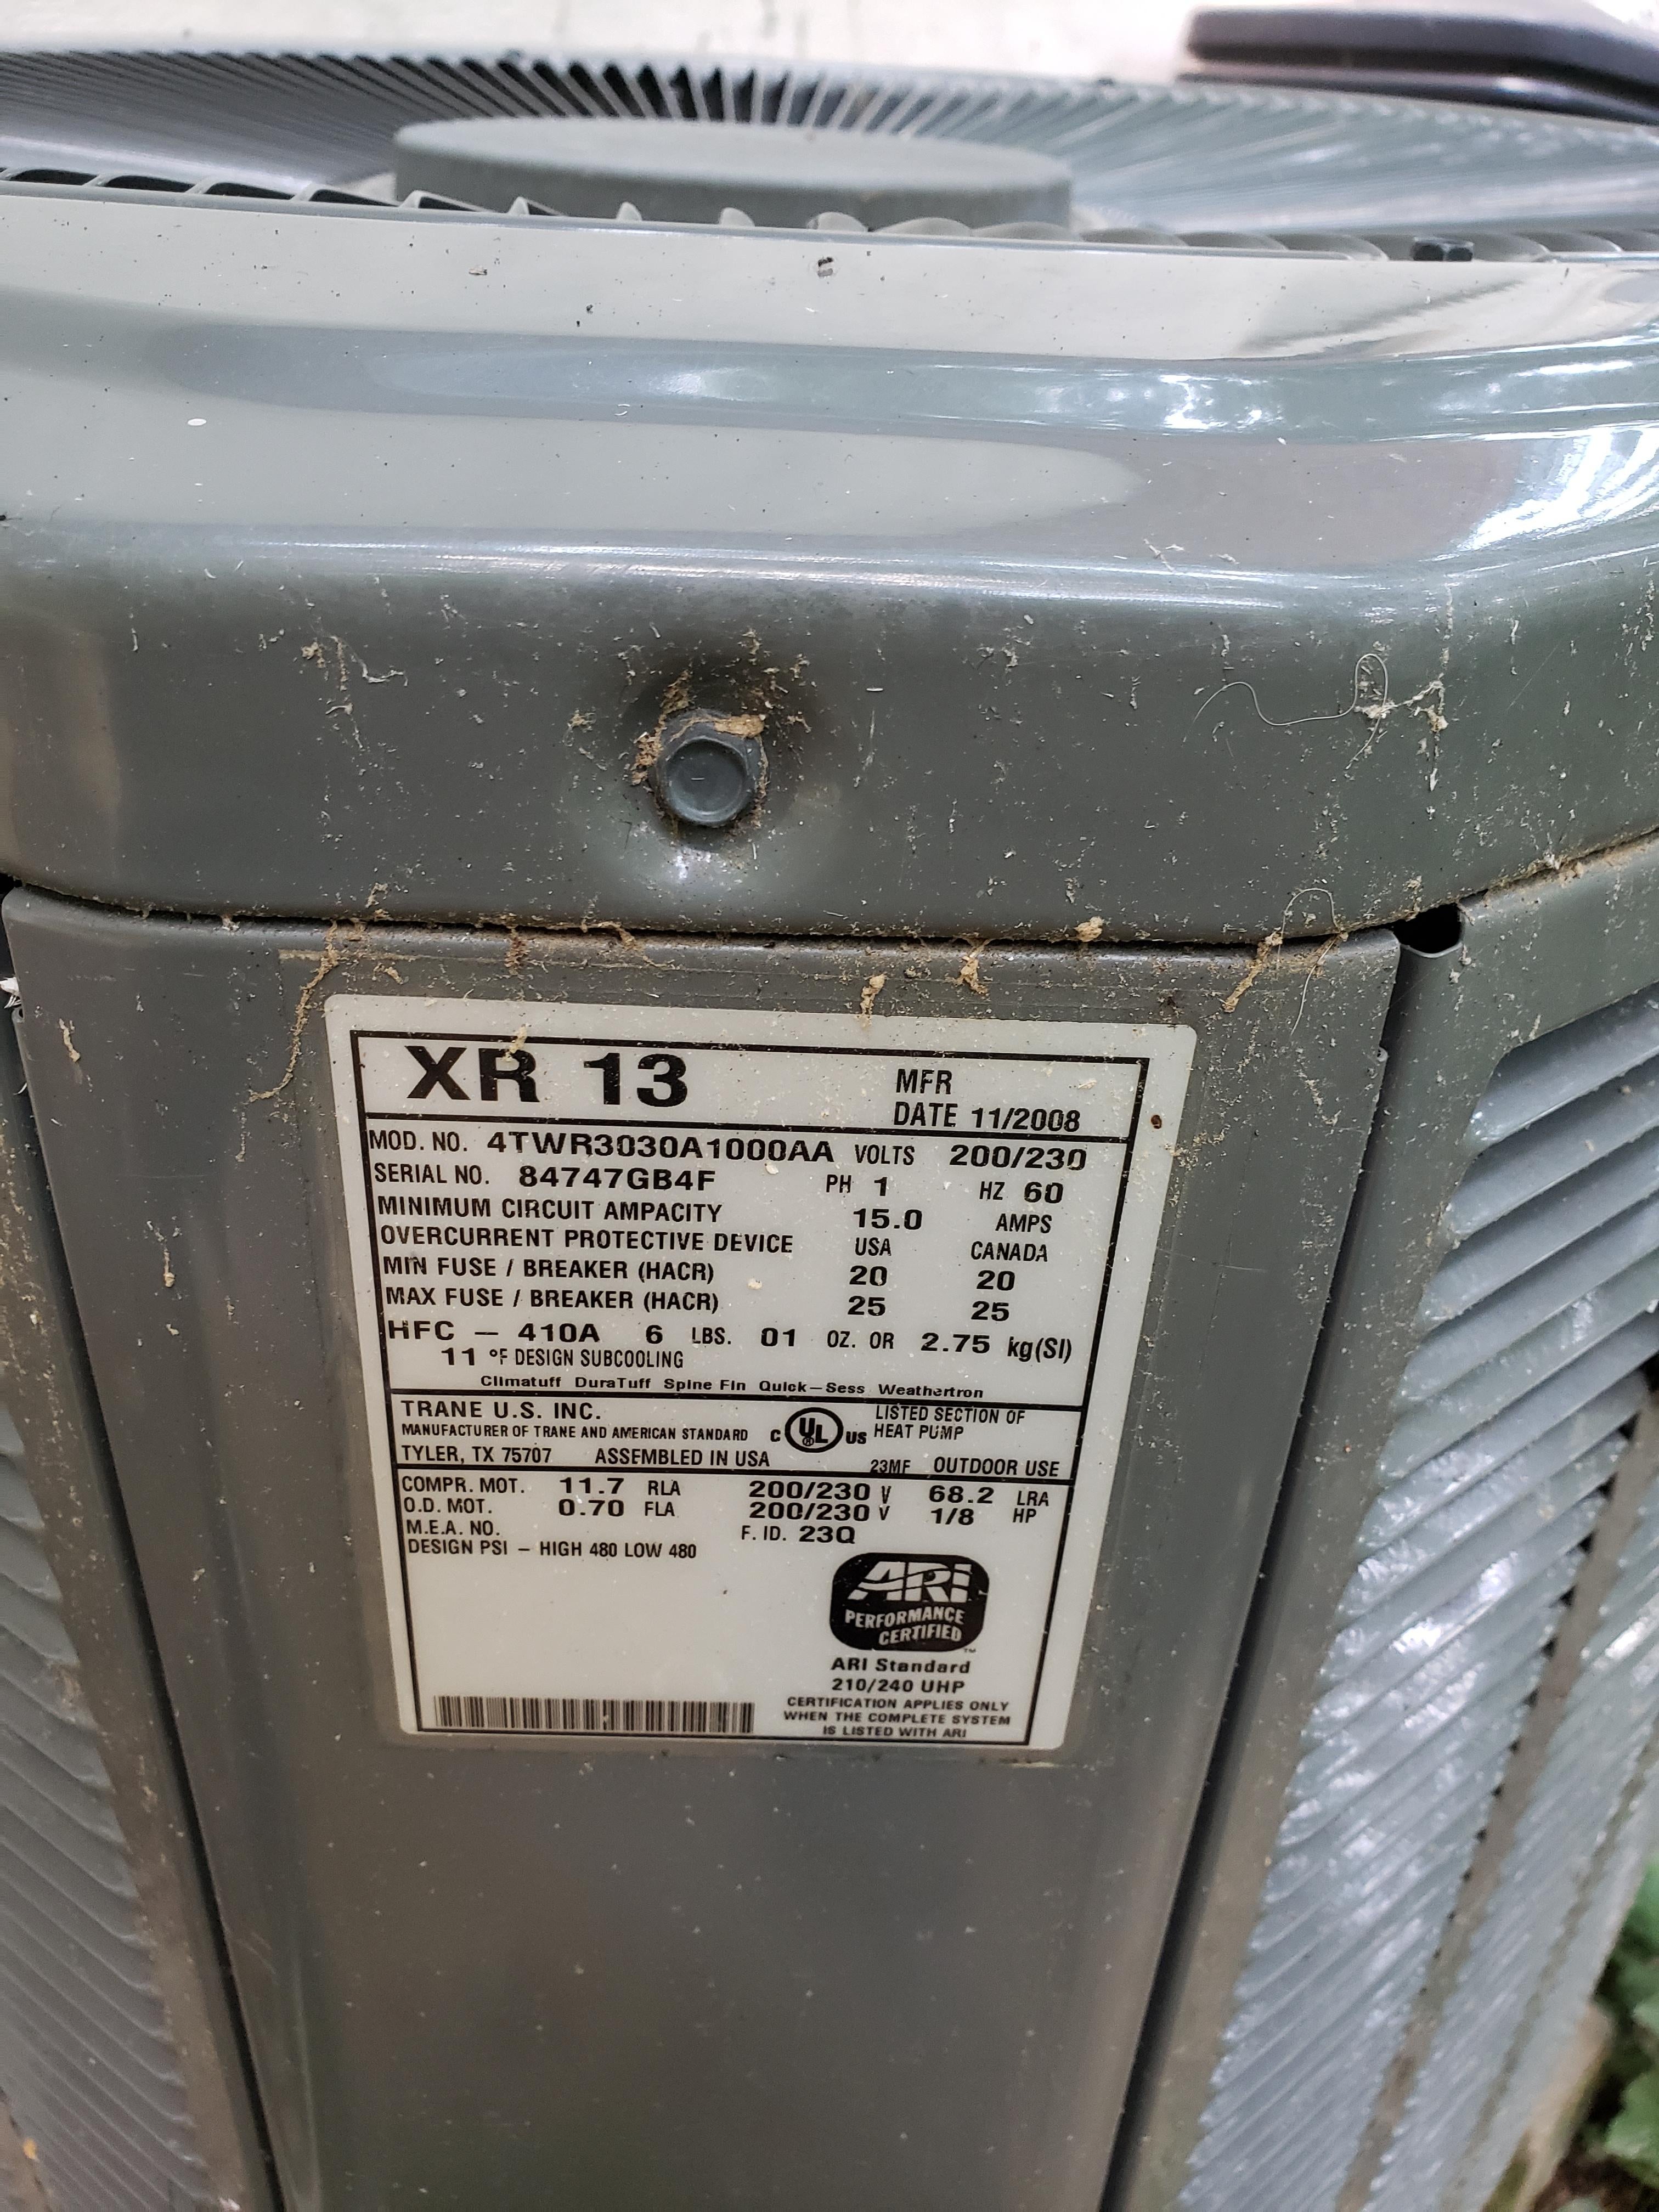 XR 13
MFR
DATE 11/2008
MOD. NO. 4TWR3030A1000AA VOLTS 200/230
SERIAL NO. 84747GB4F PH 1 HZ 60
MINIMUM CIRCUIT AMPACITY 15.0 AMPS
OVERCURRENT PROTECTIVE DEVICE USA CANADA
MIN FUSE / BREAKER (HACR) 20 20
MAX FUSE / BREAKER (HACR) 25 25
HFC – 410A 6 LBS. 01 OZ. OR 2.75 kg(SI)
11 °F DESIGN SUBCOOLING
Climatuff DuraTuff Spine Fin Quick–Sess Weathertron
TRANE U.S. INC.
MANUFACTURER OF TRANE AND AMERICAN STANDARD
TYLER, TX 75707 ASSEMBLED IN USA
C UL® US
LISTED SECTION OF
HEAT PUMP
23MF OUTDOOR USE
COMPR. MOT. 11.7 RLA 200/230 V 68.2 LRA
O.D. MOT. 0.70 FLA 200/230 V 1/8 HP
M.E.A. NO. F. ID. 23Q
DESIGN PSI – HIGH 480 LOW 480
ARI
PERFORMANCE
CERTIFIED™
ARI Standard
210/240 UHP
CERTIFICATION APPLIES ONLY
WHEN THE COMPLETE SYSTEM
IS LISTED WITH ARI